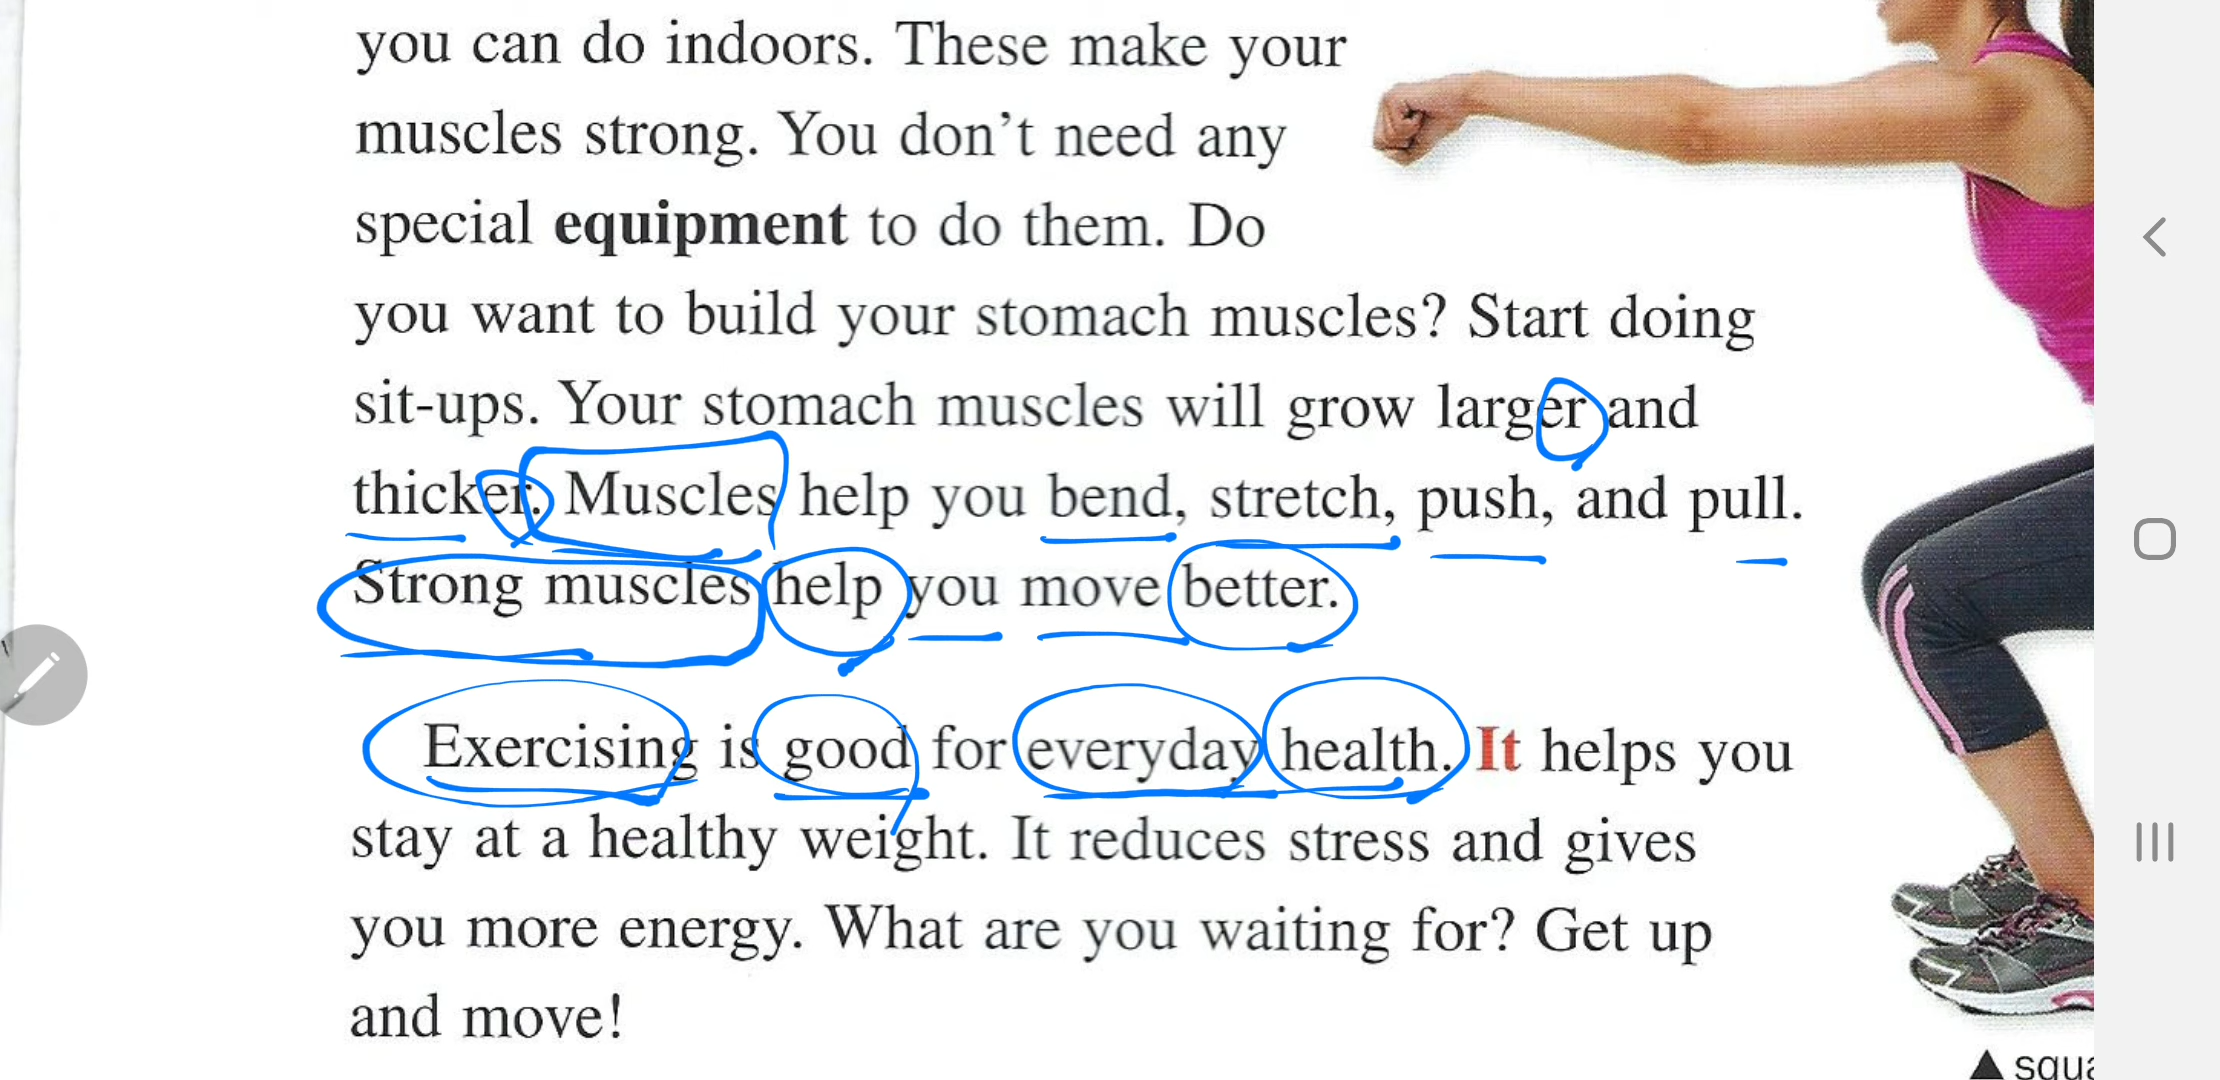 you can do indoors. These make your
muscles strong. You don't need any
special equipment to do them. Do
you want to build your stomach muscles? Start doing
sit-ups. Your stomach muscles will grow larger and
thicker. Muscles help you bend, stretch, push, and pull.
Strong muscles help you move better.
Exercising is good for everyday health. It helps you
stay at a healthy weight. It reduces stress and gives
you more energy. What are you waiting for? Get up
and move!